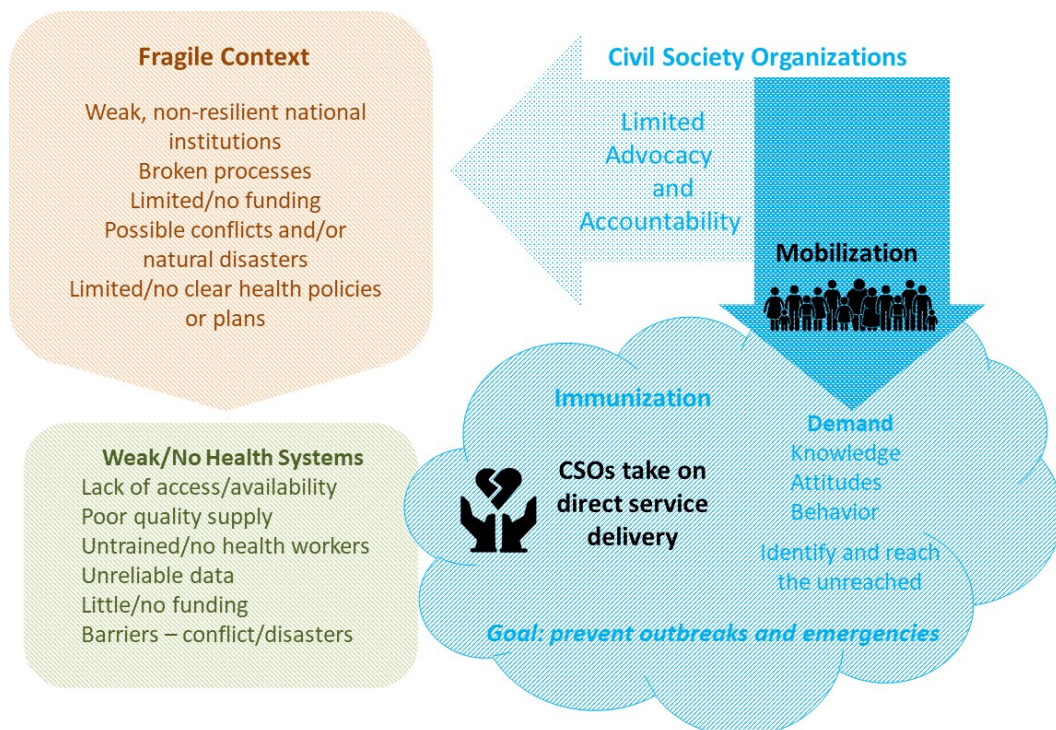 Fragile Context
Weak, non-resilient national
institutions
Broken processes
Limited/no funding
Possible conflicts and/or
natural disasters
Limited/no clear health policies
or plans
Civil Society Organizations
Limited
Advocacy
and
Accountability
Mobilization
Weak/No Health Systems
Lack of access/availability
Poor quality supply
Untrained/no health workers
Unreliable data
Little/no funding
Barriers – conflict/disasters
Immunization
CSOs take on
direct service
delivery
Demand
Knowledge
Attitudes
Behavior
Identify and reach
the unreached
Goal: prevent outbreaks and emergencies